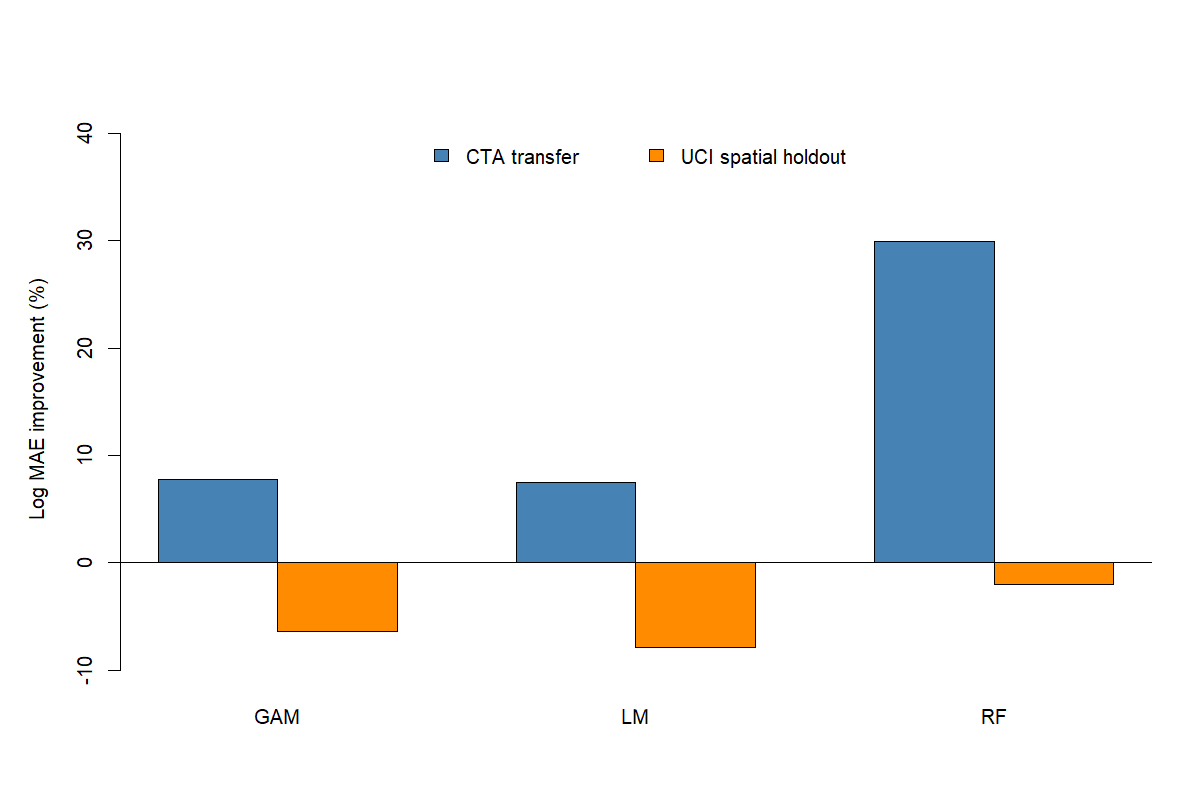 CTA transfer
UCI spatial holdout
Log MAE improvement (%)
40
30
20
10
0
-10
GAM
LM
RF